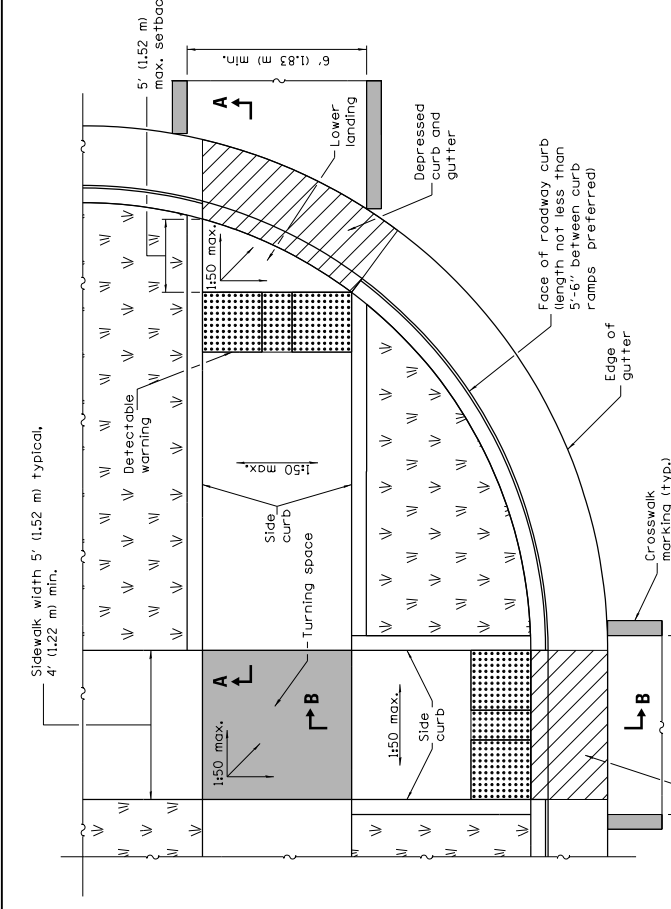 Sidewalk width 5' (1.52 m) typical,
4' (1.22 m) min.
5' (1.52 m)
max. setback
6' (1.83 m) min.
A
Lower
landing
1:50 max.
Depressed
curb and
gutter
Detectable
warning
1:50 max.
Side
curb
Face of roadway curb
(length not less than
5'-6" between curb
ramps preferred)
Edge of
gutter
Turning space
A
1:50 max.
B
1:50 max.
Side
curb
Crosswalk
marking (typ.)
B